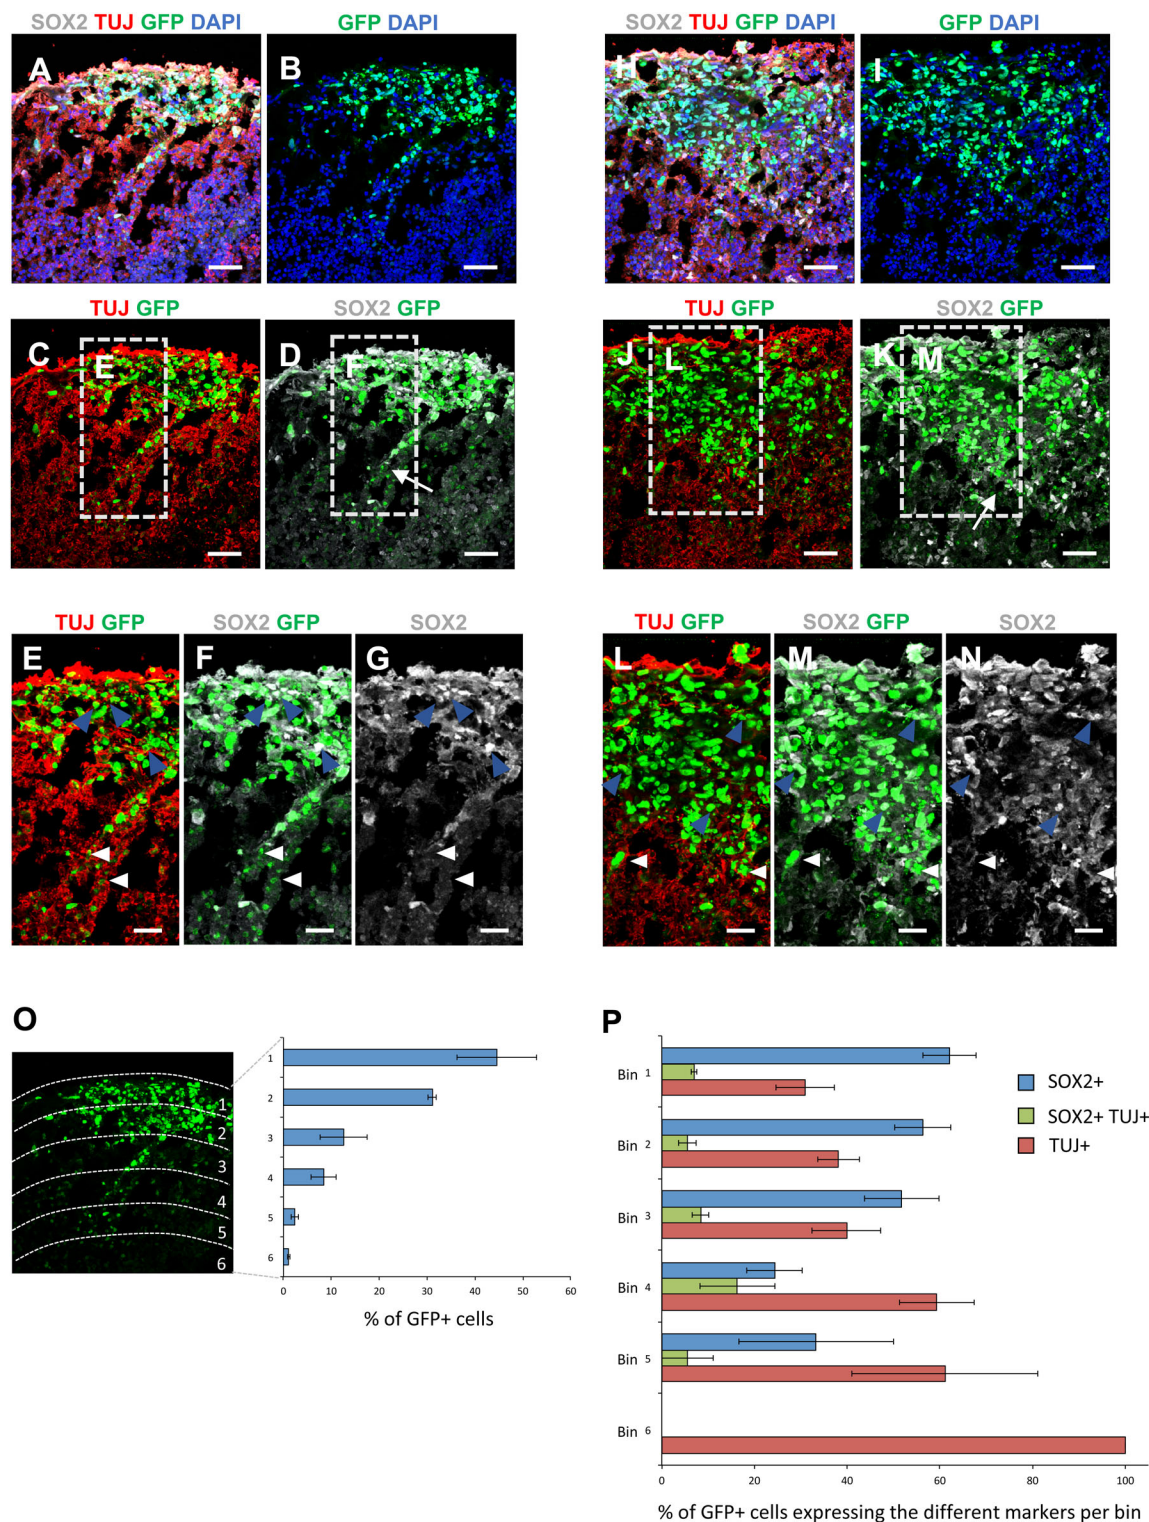 SOX2 TUJ GFP DAPI
GFP DAPI
GFP DAPI
A
B
H
I
TUJ GFP
SOX2 GFP
TUJ GFP
SOX2 GFP
C
E
D
F
J
L
K
M
TUJ GFP
SOX2 GFP
SOX2
TUJ GFP
SOX2 GFP
SOX2
E
F
G
L
M
N
O
1
2
3
4
5
6
1
2
3
4
5
6
0 10 20 30 40 50 60
% of GFP+ cells
P
Bin 1
Bin 2
Bin 3
Bin 4
Bin 5
Bin 6
SOX2+
SOX2+ TUJ+
TUJ+
0 20 40 60 80 100
% of GFP+ cells expressing the different markers per bin